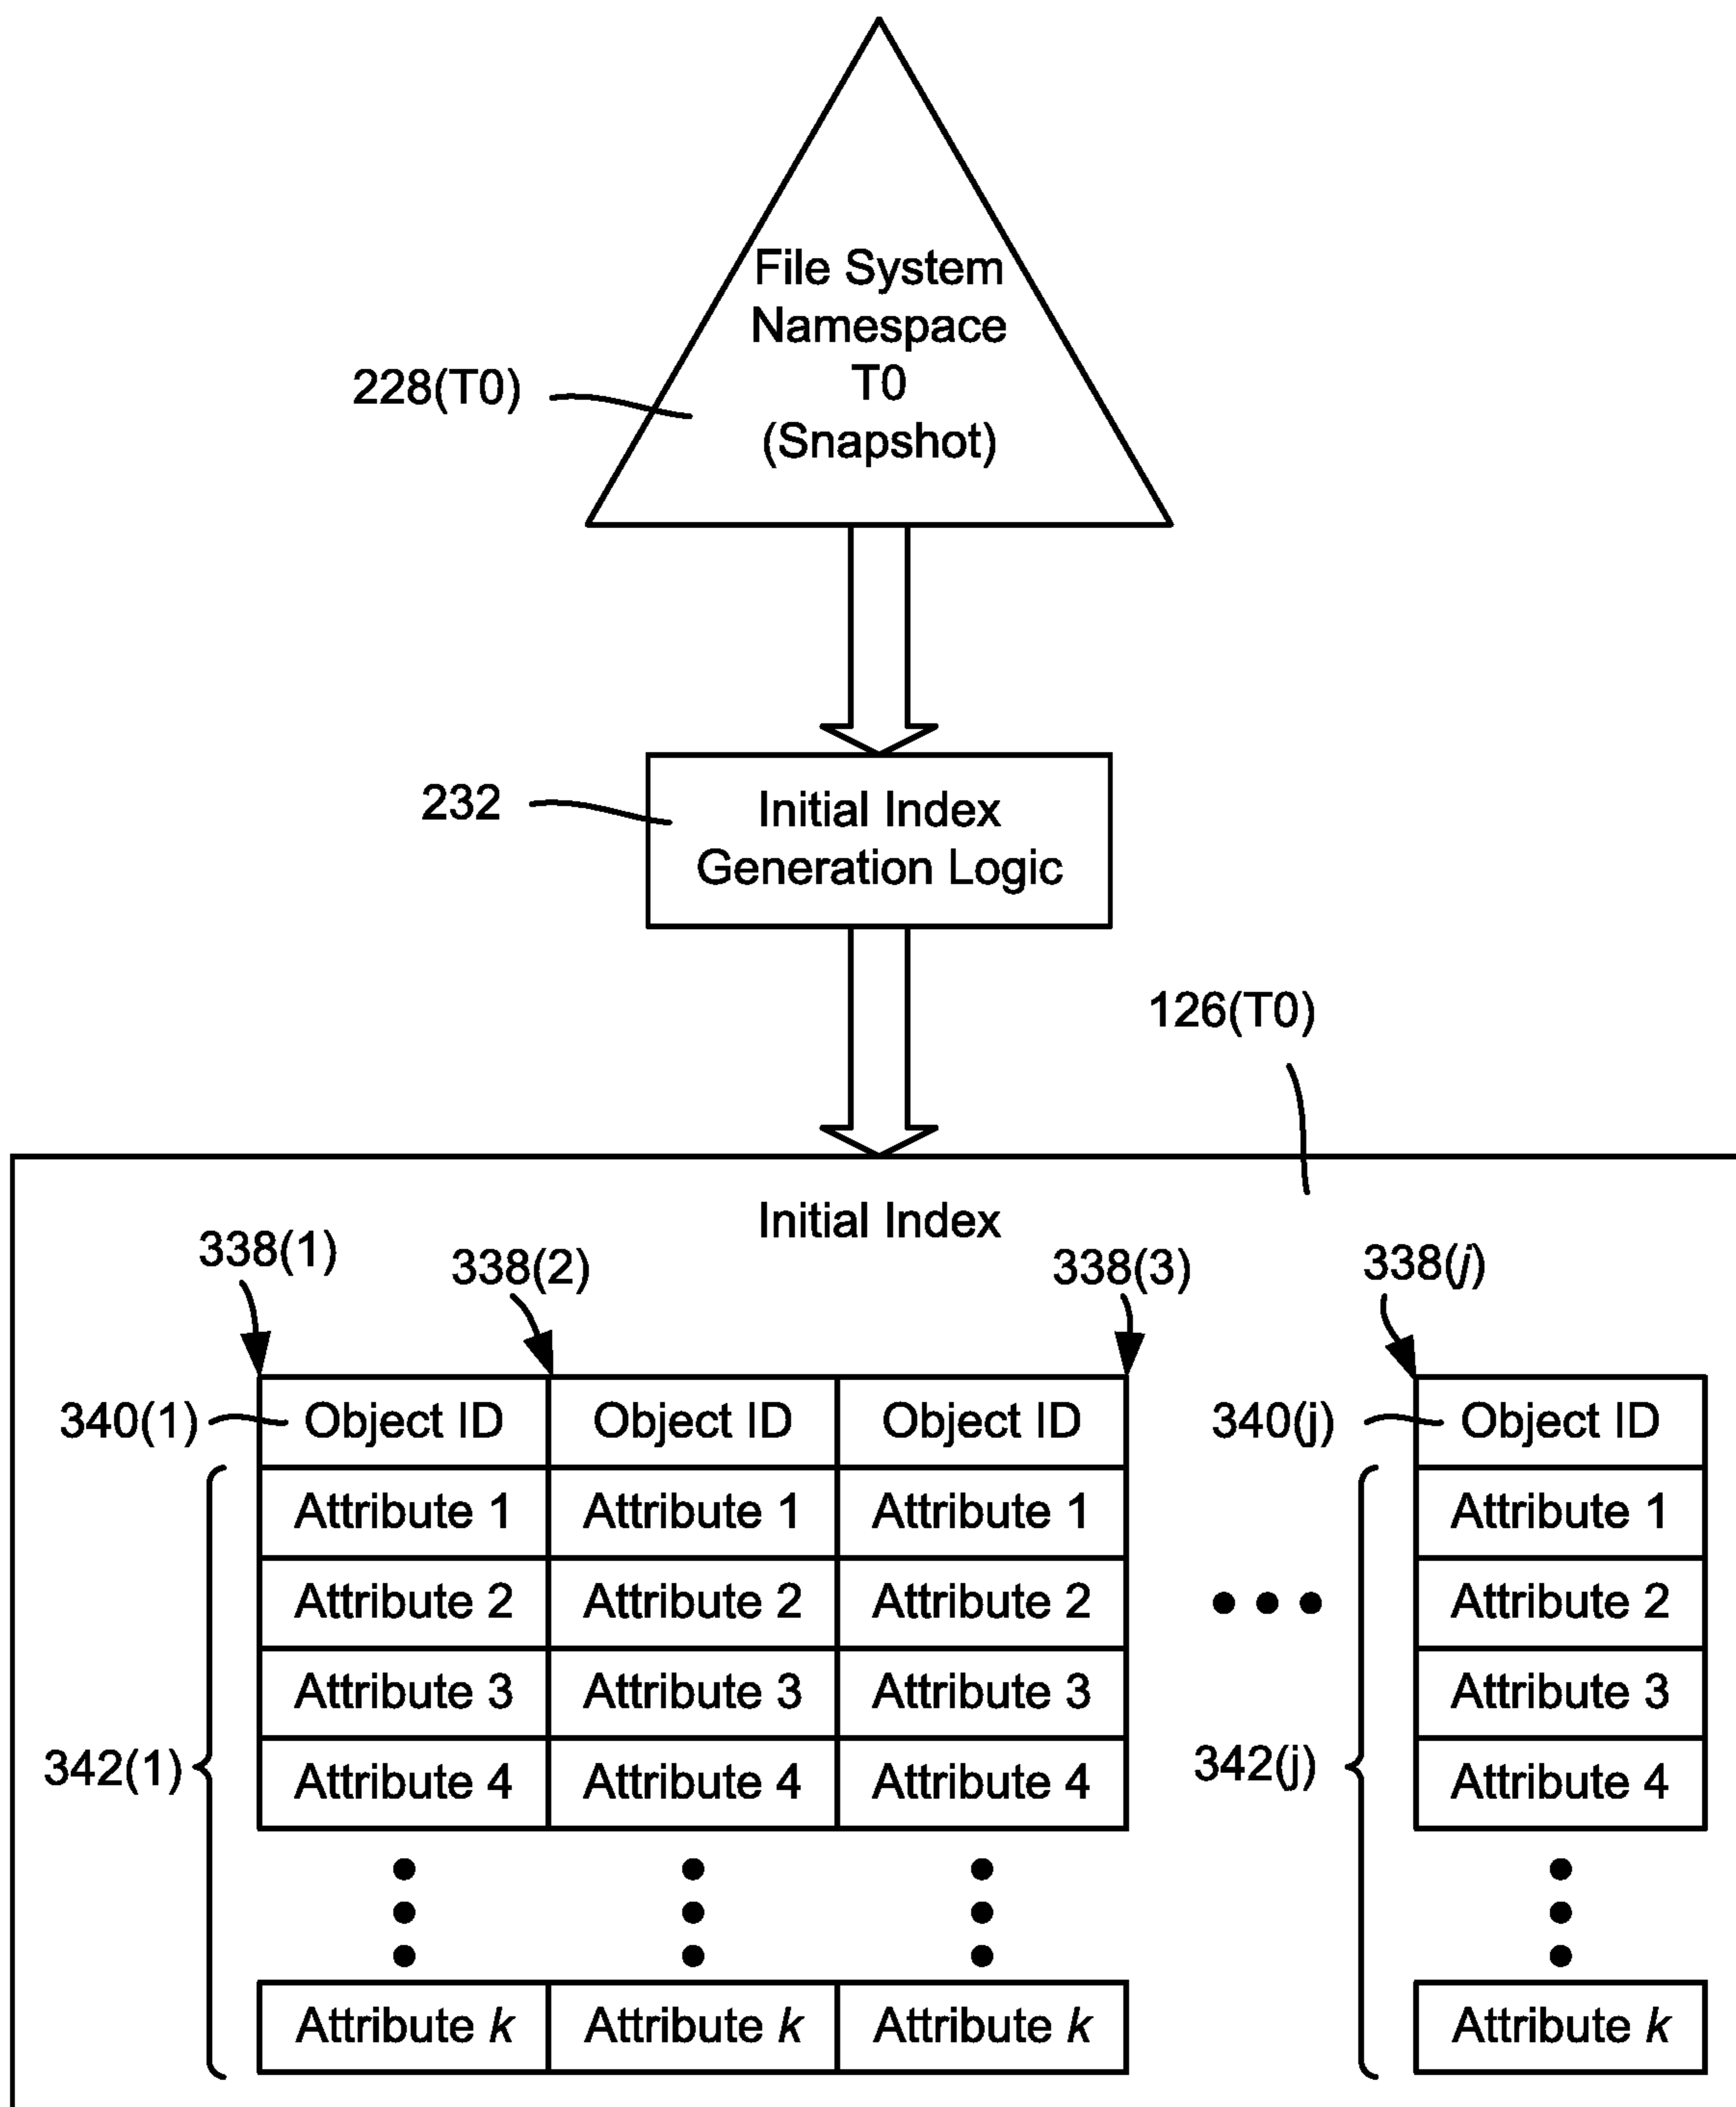 File System
Namespace
T0
(Snapshot)
228(T0)
232
Initial Index
Generation Logic
126(T0)
Initial Index
338(1)
338(2)
338(3)
338(j)
340(1)
Object ID
Object ID
Object ID
340(j)
Object ID
Attribute 1
Attribute 1
Attribute 1
Attribute 1
Attribute 2
Attribute 2
Attribute 2
Attribute 2
Attribute 3
Attribute 3
Attribute 3
Attribute 3
342(1)
Attribute 4
Attribute 4
Attribute 4
342(j)
Attribute 4
Attribute k
Attribute k
Attribute k
Attribute k